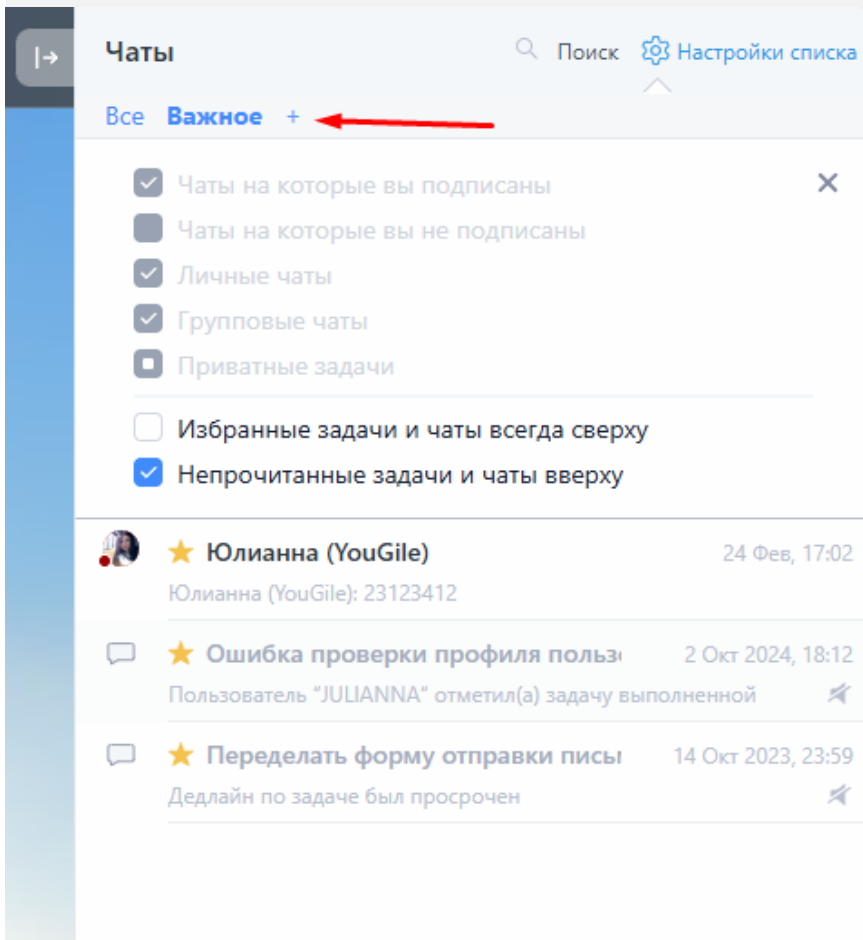 Чаты Поиск Настройки списка
Все Важное +
Чаты на которые вы подписаны
Чаты на которые вы не подписаны
Личные чаты
Групповые чаты
Приватные задачи
Избранные задачи и чаты всегда сверху
Непрочитанные задачи и чаты вверху
Юлианна (YouGile) 24 Фев, 17:02
Юлианна (YouGile): 23123412
Ошибка проверки профиля 2 Окт 2024, 18:12
Пользователь “JULIANNA” отметил(а) задачу выполненной
Переделать форму отправки 14 Окт 2023, 23:59
Дедлайн по задаче был просрочен